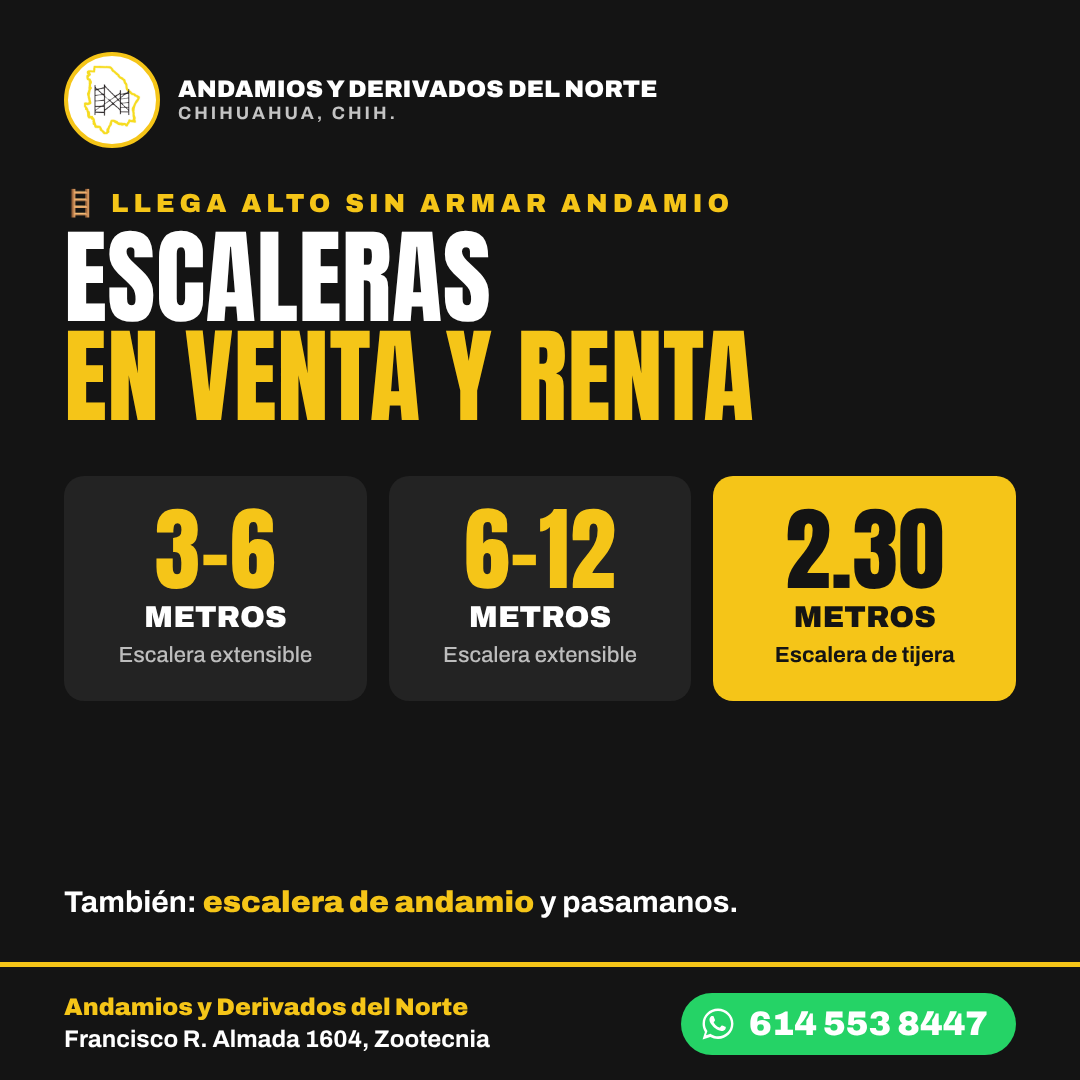 ANDAMIOS Y DERIVADOS DEL NORTE
CHIHUAHUA, CHIH.
LLEGA ALTO SIN ARMAR ANDAMIO
ESCALERAS
EN VENTA Y RENTA
3-6
METROS
Escalera extensible
6-12
METROS
Escalera extensible
2.30
METROS
Escalera de tijera
También: escalera de andamio y pasamanos.
Andamios y Derivados del Norte
Francisco R. Almada 1604, Zootecnia
614 553 8447